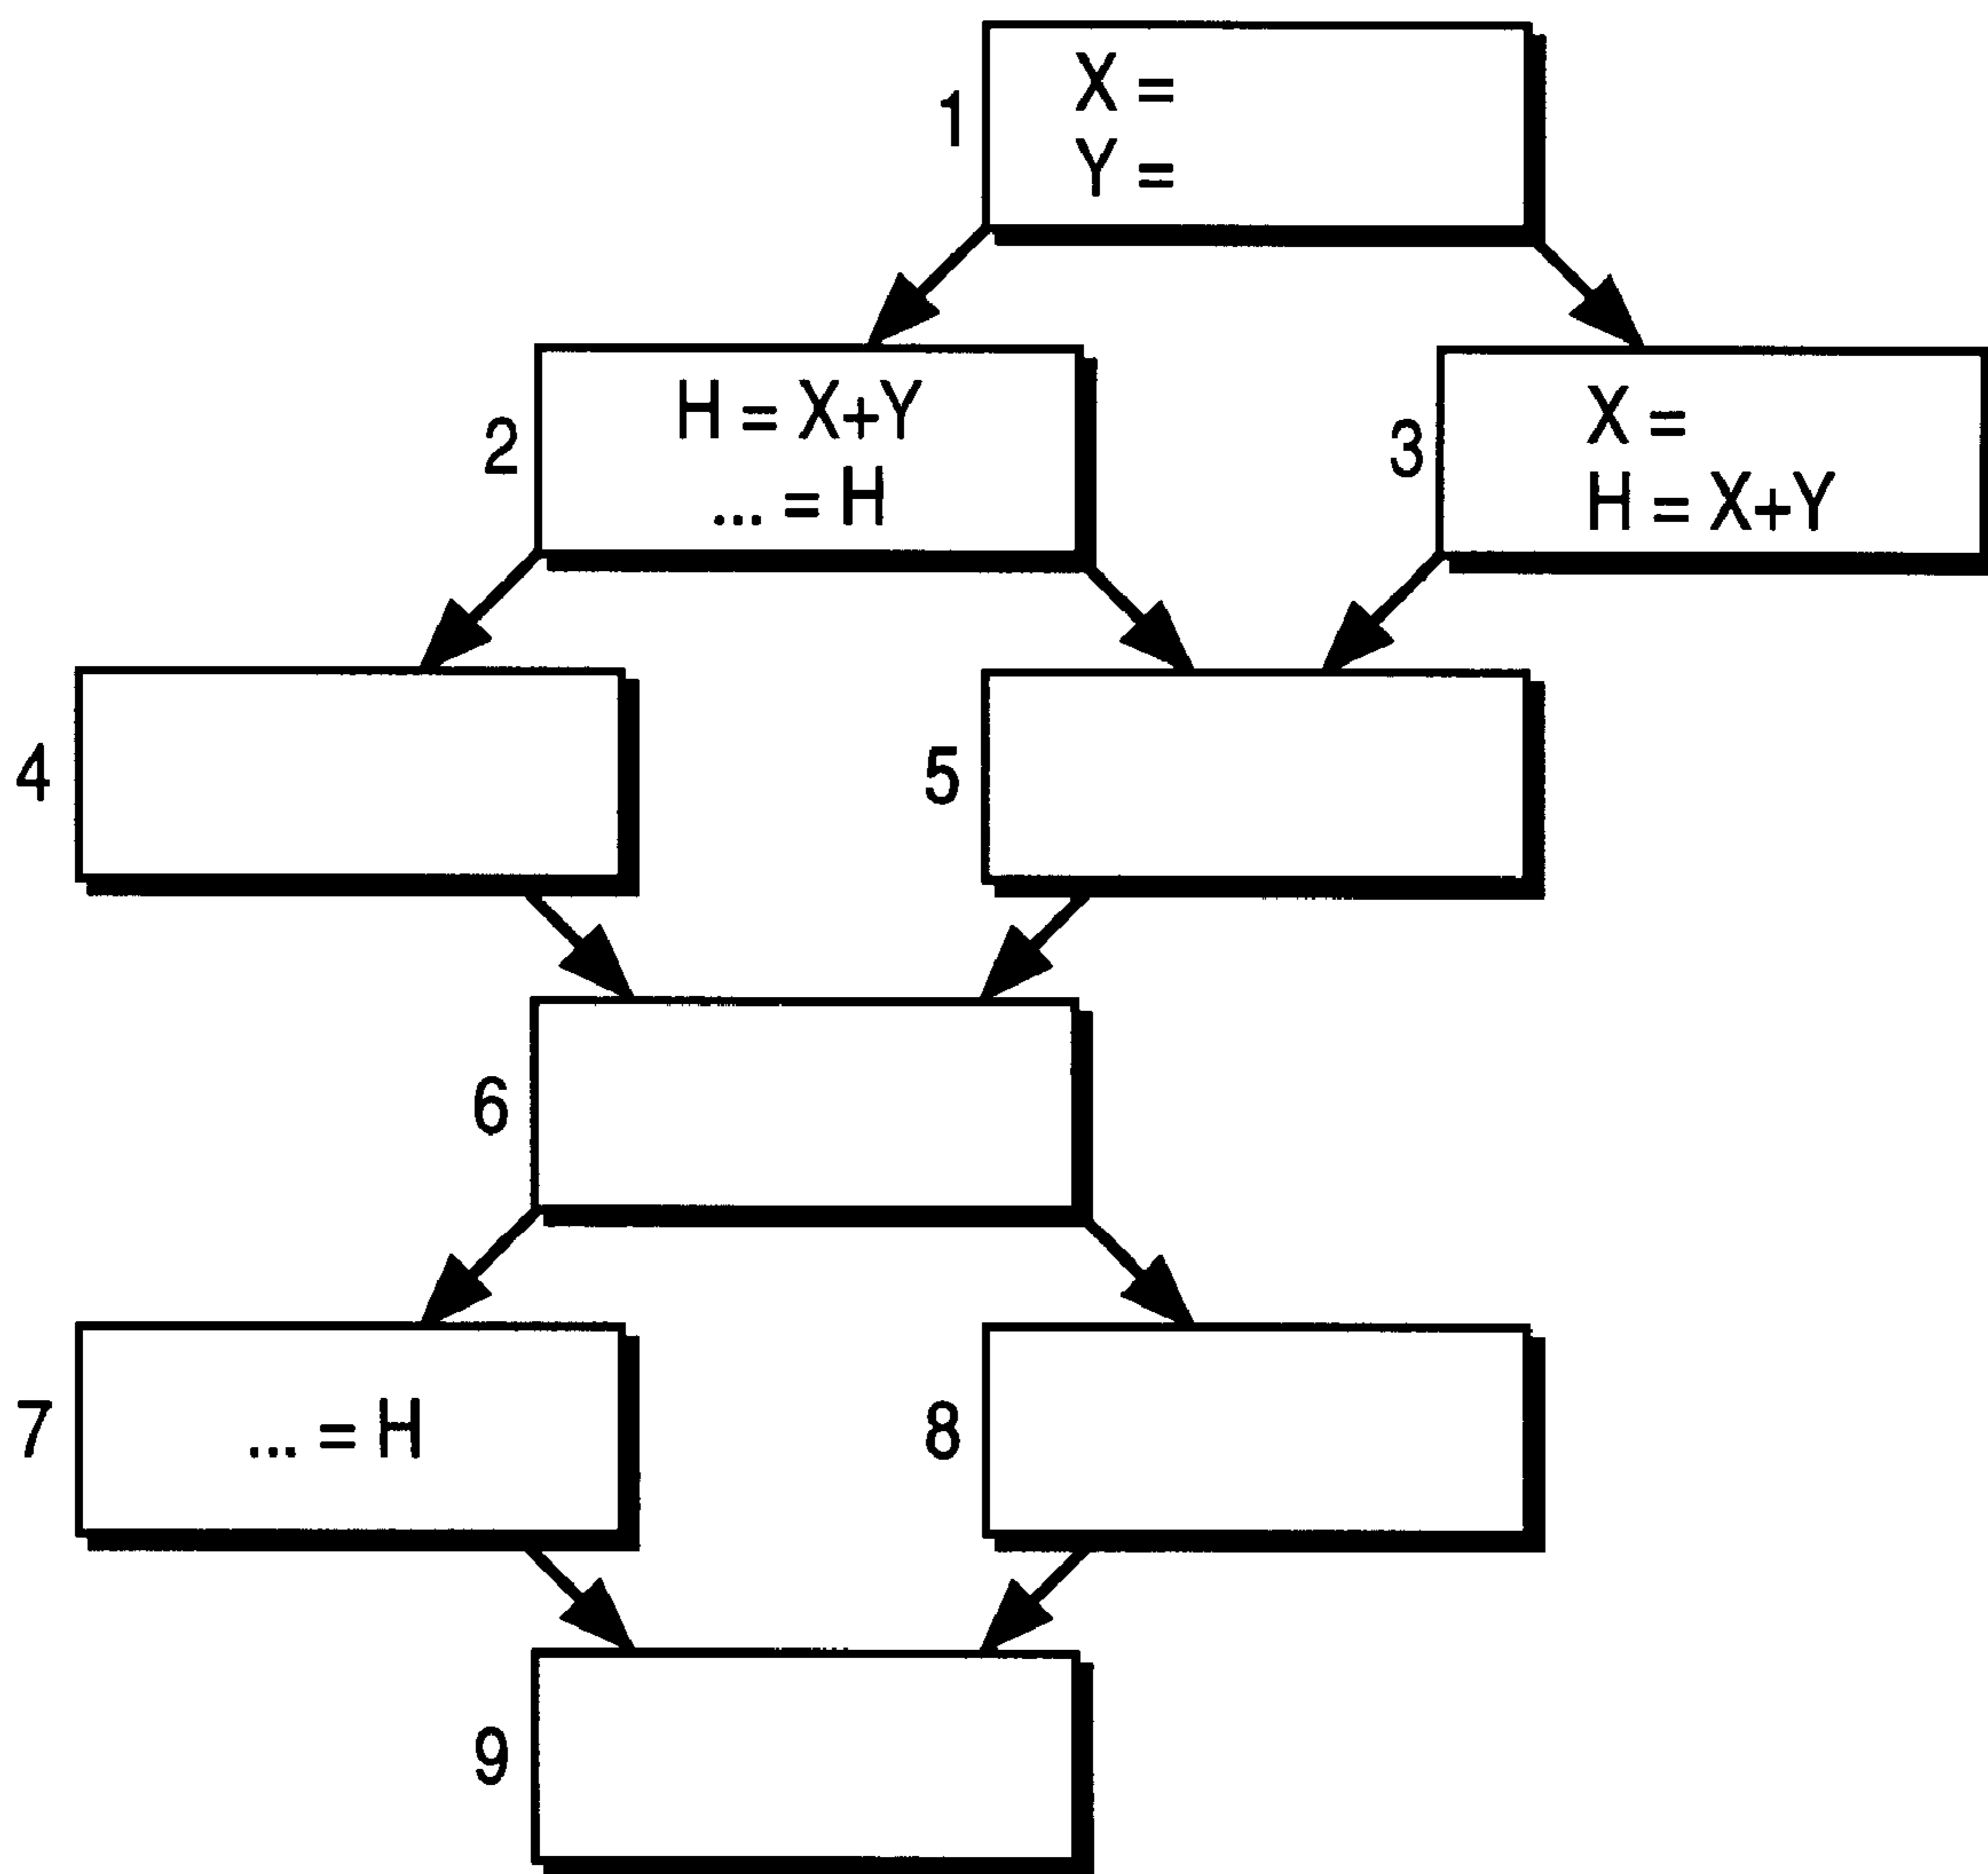 1
X =
Y =
2
H = X+Y
... = H
3
X =
H = X+Y
4
5
6
7
... = H
8
9